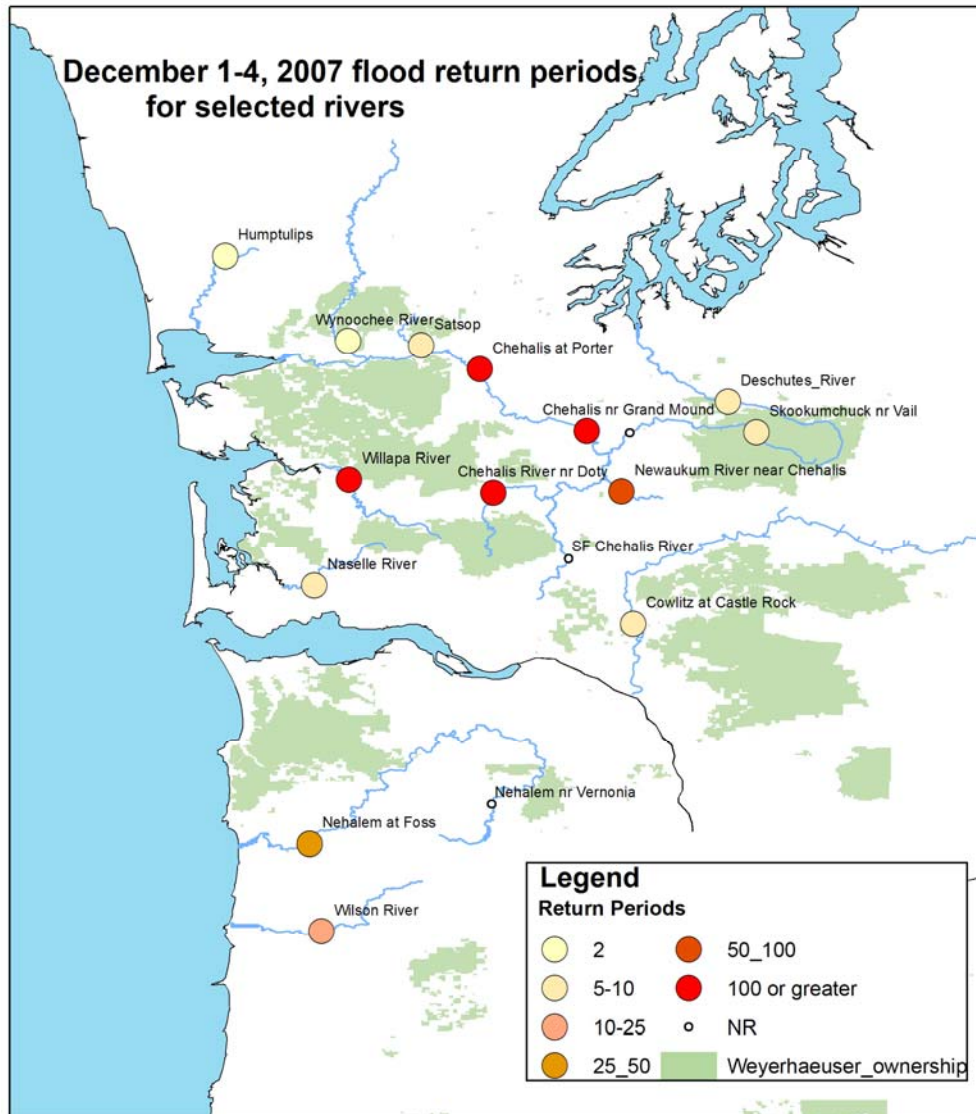 December 1-4, 2007 flood return periods
for selected rivers
Humptulips
Wynoochee River
Satsop
Chehalis at Porter
Deschutes_River
Chehalis nr Grand Mound
Skookumchuck nr Vail
Willapa River
Chehalis River nr Doty
Newaukum River near Chehalis
SF Chehalis River
Naselle River
Cowlitz at Castle Rock
Nehalem nr Vernonia
Nehalem at Foss
Wilson River
Legend
Return Periods
2
50_100
5-10
100 or greater
10-25
NR
25_50
Weyerhaeuser_ownership